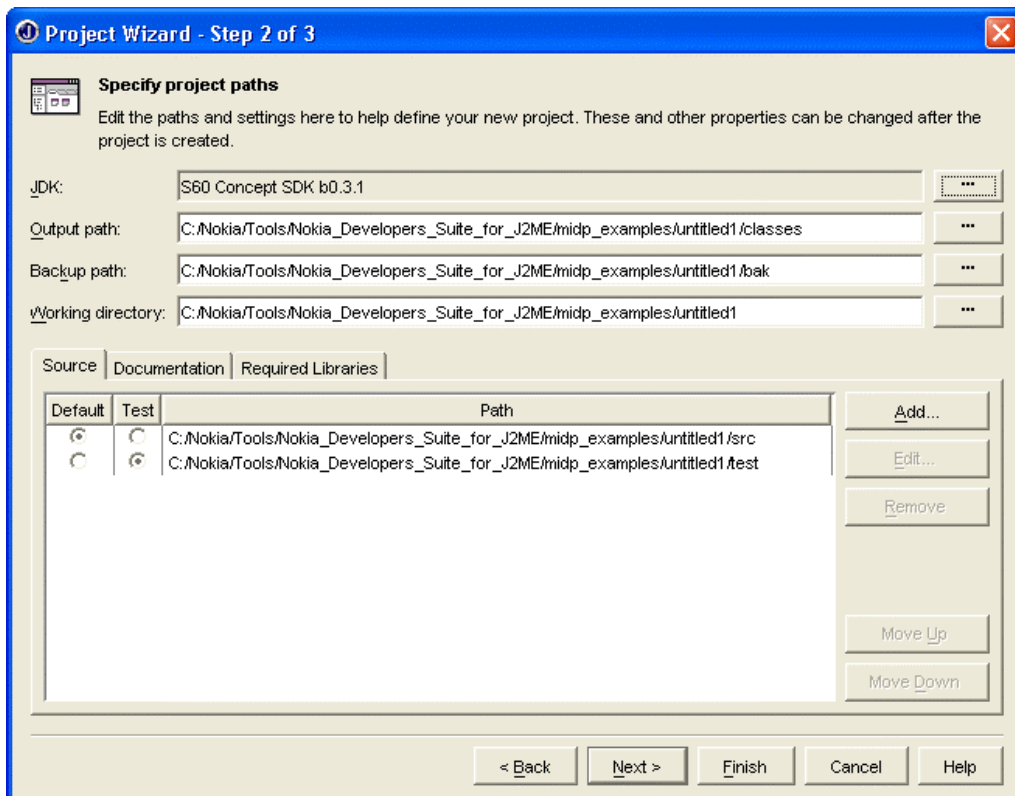 Project Wizard - Step 2 of 3
Specify project paths
Edit the paths and settings here to help define your new project. These and other properties can be changed after the
project is created.
JDK: S60 Concept SDK b0.3.1 ...
Output path: C:/Nokia/Tools/Nokia_Developers_Suite_for_J2ME/midp_examples/untitled1/classes ...
Backup path: C:/Nokia/Tools/Nokia_Developers_Suite_for_J2ME/midp_examples/untitled1/bak ...
Working directory: C:/Nokia/Tools/Nokia_Developers_Suite_for_J2ME/midp_examples/untitled1 ...
Source Documentation Required Libraries
Default Test Path Add...
C:/Nokia/Tools/Nokia_Developers_Suite_for_J2ME/midp_examples/untitled1/src
C:/Nokia/Tools/Nokia_Developers_Suite_for_J2ME/midp_examples/untitled1/test Edit...
Remove
Move Up
Move Down
< Back Next > Finish Cancel Help